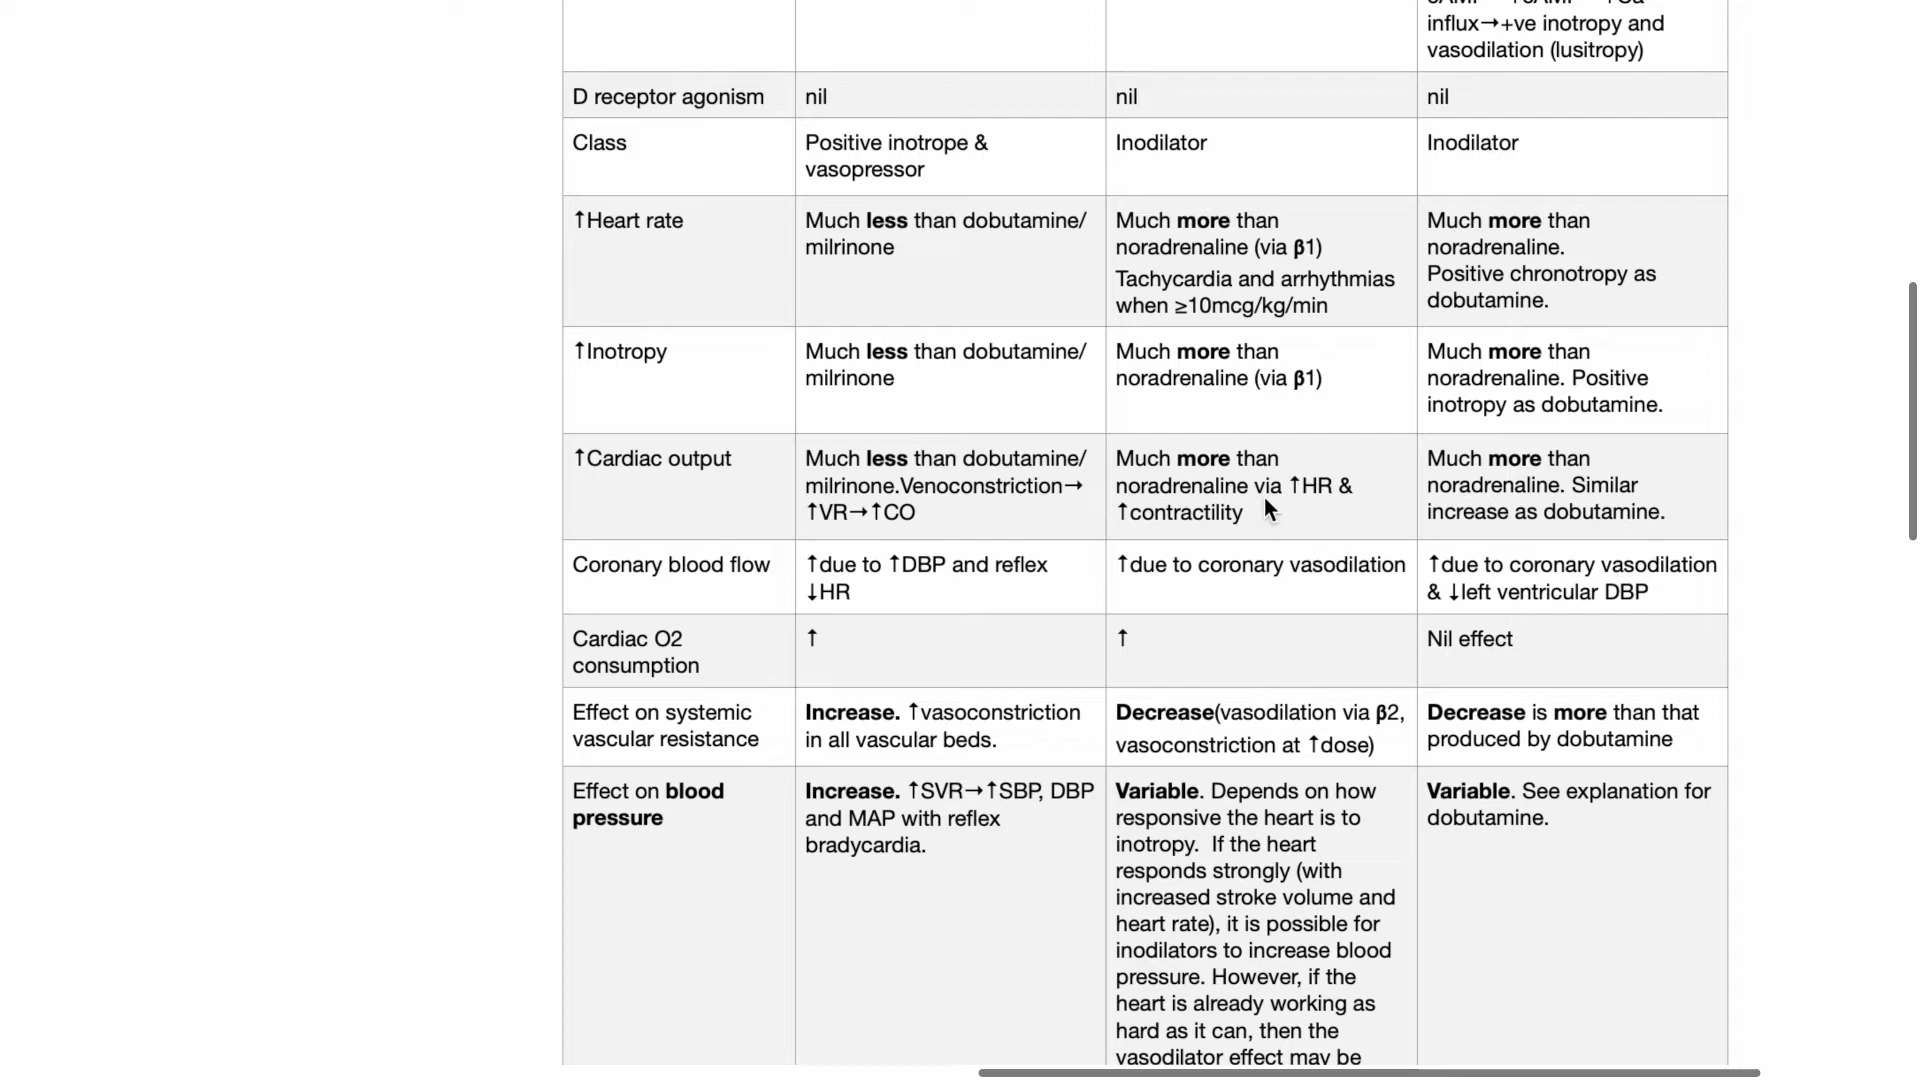 influx→+ve inotropy and
vasodilation (lusitropy)
D receptor agonism
nil
nil
nil
Class
Positive inotrope &
vasopressor
Inodilator
Inodilator
↑Heart rate
Much less than dobutamine/
milrinone
Much more than
noradrenaline (via β1)
Tachycardia and arrhythmias
when ≥10mcg/kg/min
Much more than
noradrenaline.
Positive chronotropy as
dobutamine.
↑Inotropy
Much less than dobutamine/
milrinone
Much more than
noradrenaline (via β1)
Much more than
noradrenaline. Positive
inotropy as dobutamine.
↑Cardiac output
Much less than dobutamine/
milrinone.Venoconstriction→
↑VR→↑CO
Much more than
noradrenaline via ↑HR &
↑contractility
Much more than
noradrenaline. Similar
increase as dobutamine.
Coronary blood flow
↑due to ↑DBP and reflex
↓HR
↑due to coronary vasodilation
↑due to coronary vasodilation
& ↓left ventricular DBP
Cardiac O2
consumption
↑
↑
Nil effect
Effect on systemic
vascular resistance
Increase. ↑vasoconstriction
in all vascular beds.
Decrease(vasodilation via β2,
vasoconstriction at ↑dose)
Decrease is more than that
produced by dobutamine
Effect on blood
pressure
Increase. ↑SVR→↑SBP, DBP
and MAP with reflex
bradycardia.
Variable. Depends on how
responsive the heart is to
inotropy. If the heart
responds strongly (with
increased stroke volume and
heart rate), it is possible for
inodilators to increase blood
pressure. However, if the
heart is already working as
hard as it can, then the
vasodilator effect may be
Variable. See explanation for
dobutamine.